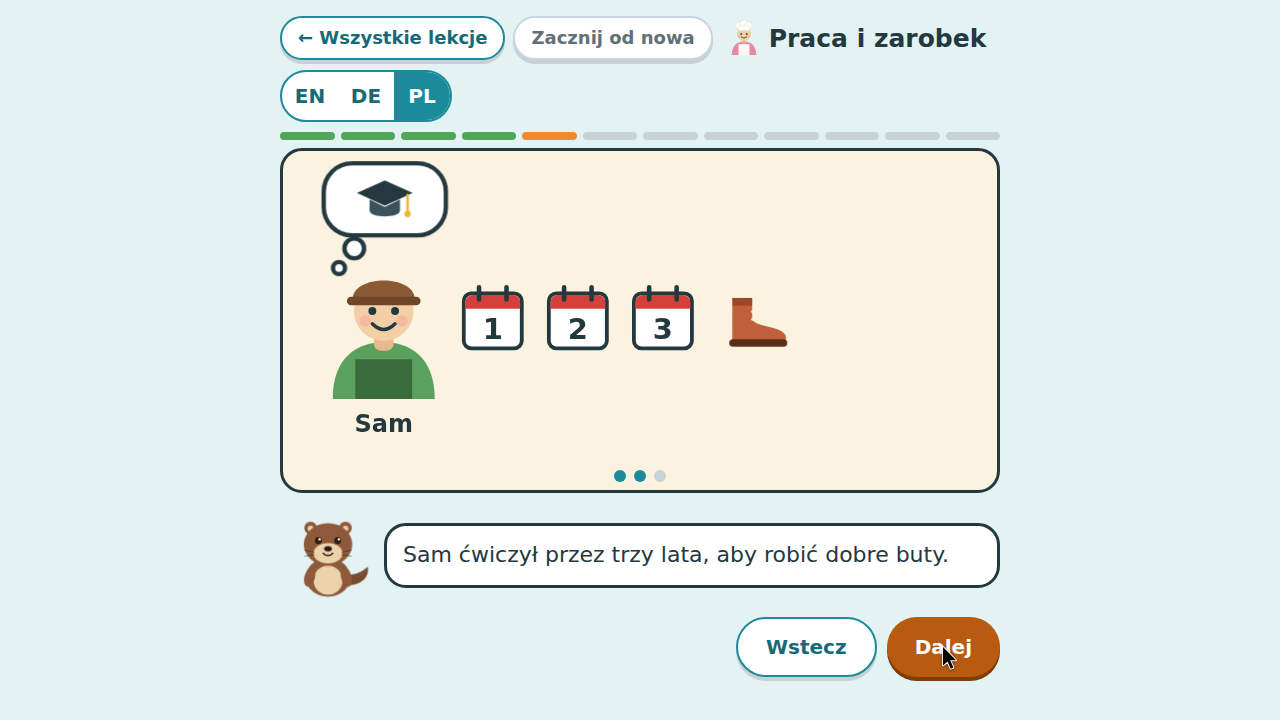 ← Wszystkie lekcje
Zacznij od nowa
Praca i zarobek
EN DE PL
1 2 3
Sam
Sam ćwiczył przez trzy lata, aby robić dobre buty.
Wstecz
Dalej